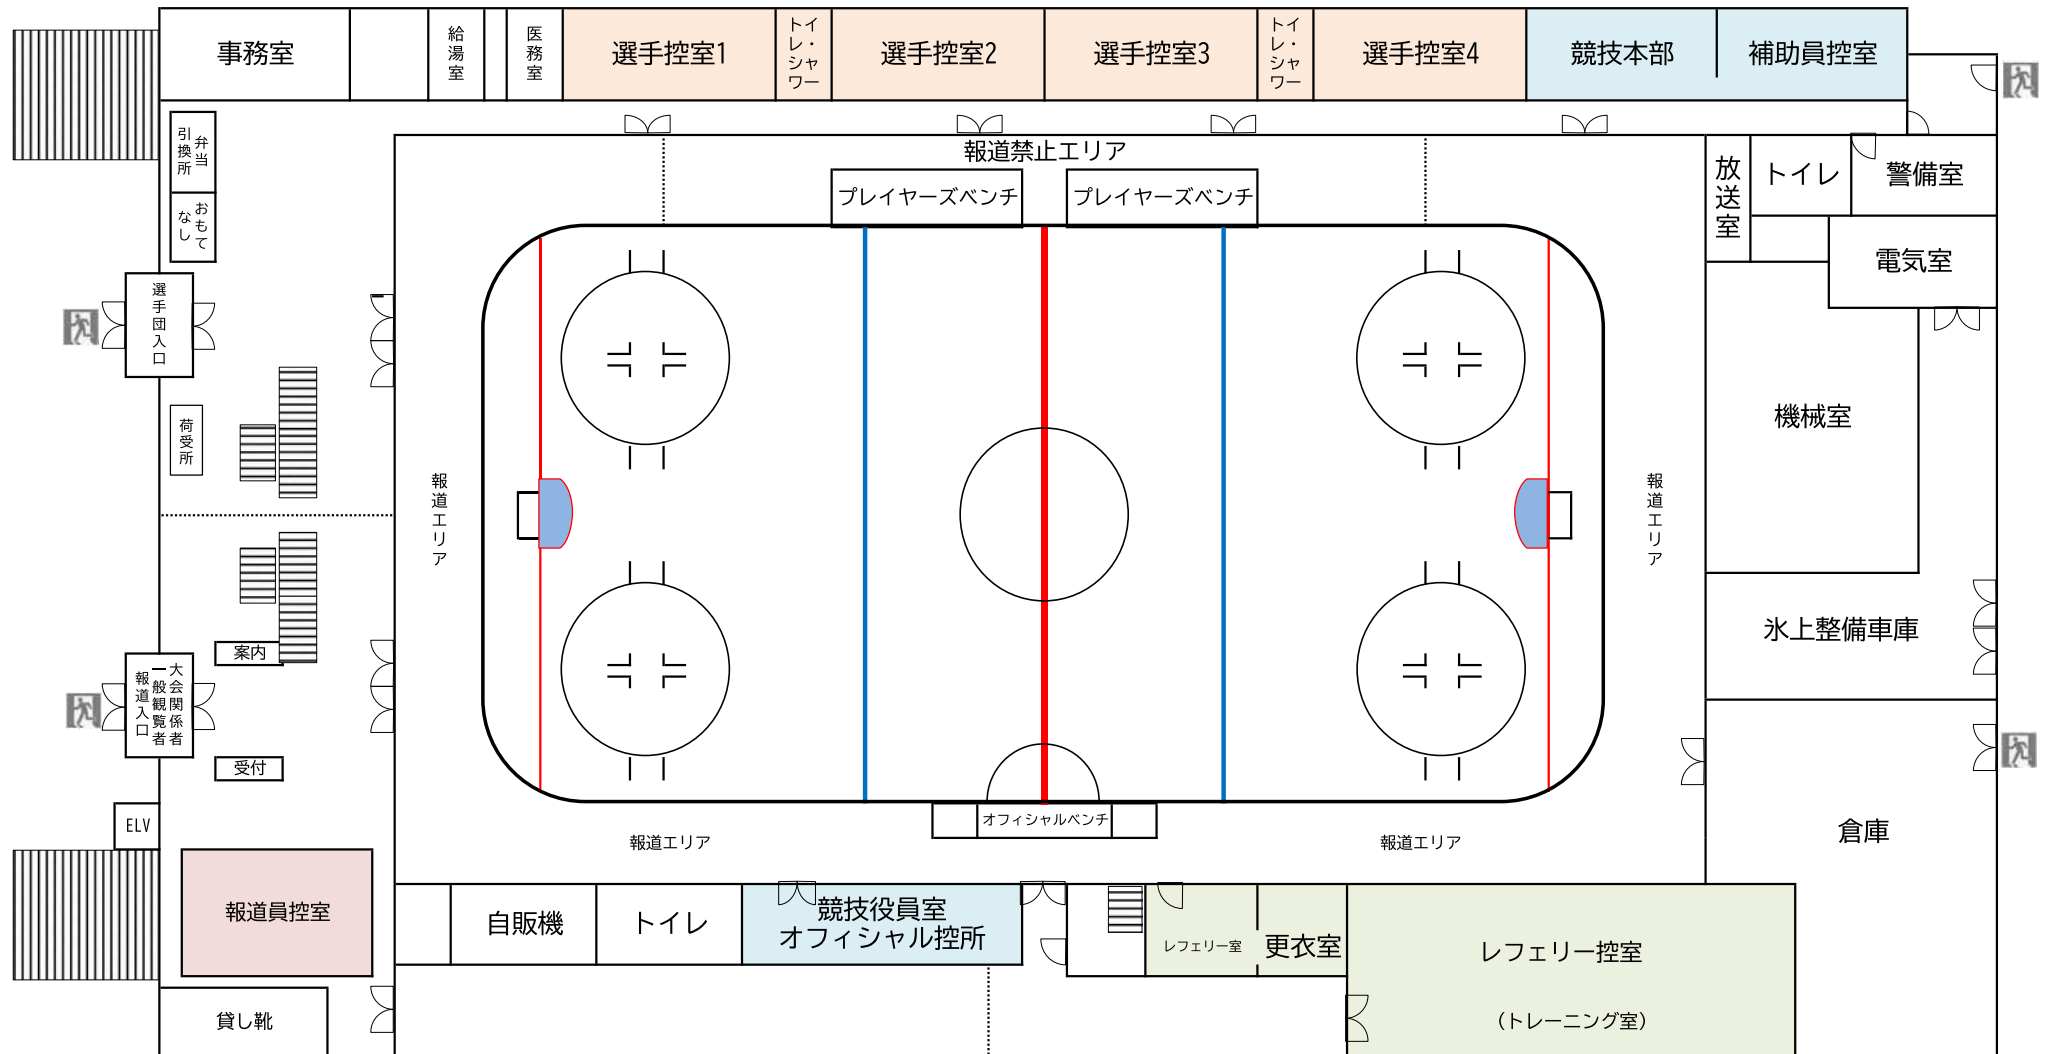 事務室
給湯室
医務室
選手控室1
トイレ・シャワー
選手控室2
選手控室3
トイレ・シャワー
選手控室4
競技本部
補助員控室
弁当引換所
おもてなし
報道禁止エリア
プレイヤーズベンチ
プレイヤーズベンチ
放送室
トイレ
警備室
電気室
選手団入口
荷受所
機械室
報道エリア
報道エリア
氷上整備車庫
案内
大会関係者
一般観覧者
報道入口
受付
ELV
オフィシャルベンチ
報道エリア
報道エリア
倉庫
報道員控室
自販機
トイレ
競技役員室
オフィシャル控所
レフェリー室
更衣室
レフェリー控室
(トレーニング室)
貸し靴